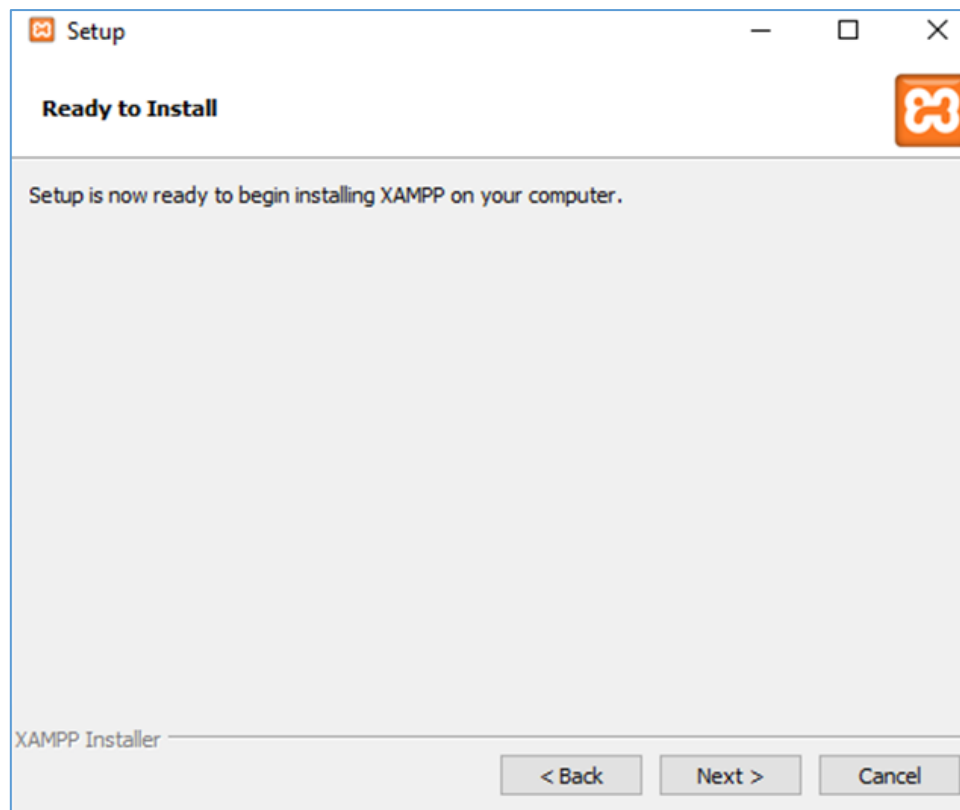 Setup
Ready to Install
Setup is now ready to begin installing XAMPP on your computer.
XAMPP Installer
< Back Next > Cancel